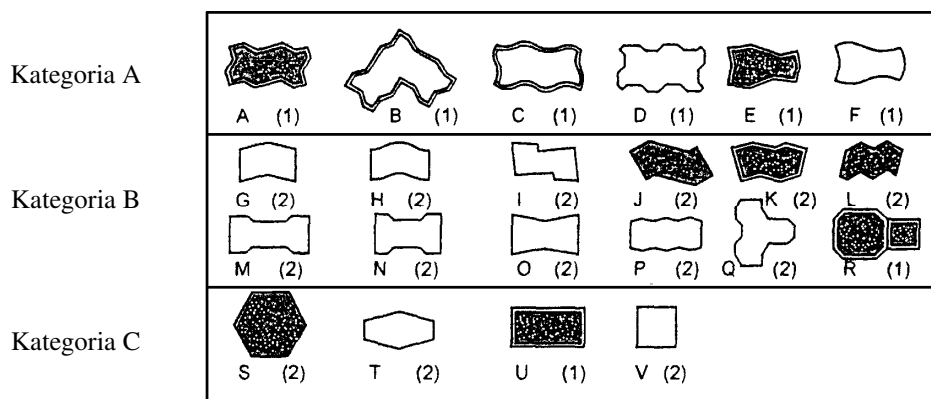 Kategoria A
A (1) B (1) C (1) D (1) E (1) F (1)
Kategoria B
G (2) H (2) I (2) J (2) K (2) L (2)
M (2) N (2) O (2) P (2) Q (2) R (1)
Kategoria C
S (2) T (2) U (1) V (2)